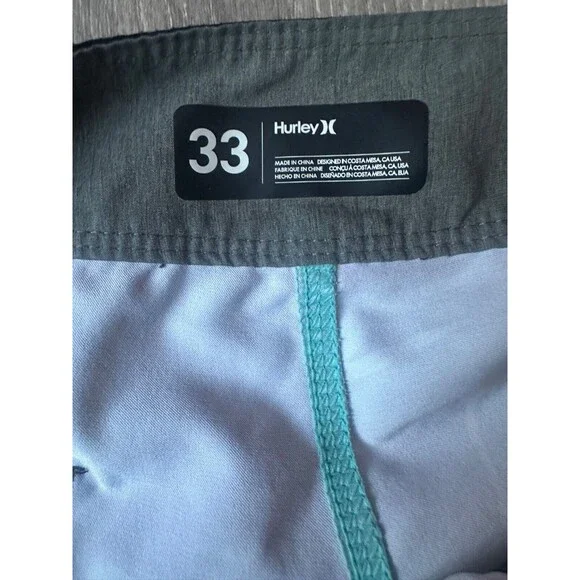 33
Hurley
MADE IN CHINA DESIGNED IN COSTA MESA, CA USA
FABRIQUE EN CHINE CONÇU À COSTA MESA, CA, USA
HECHO EN CHINA DISEÑADO EN COSTA MESA, CA, EUA